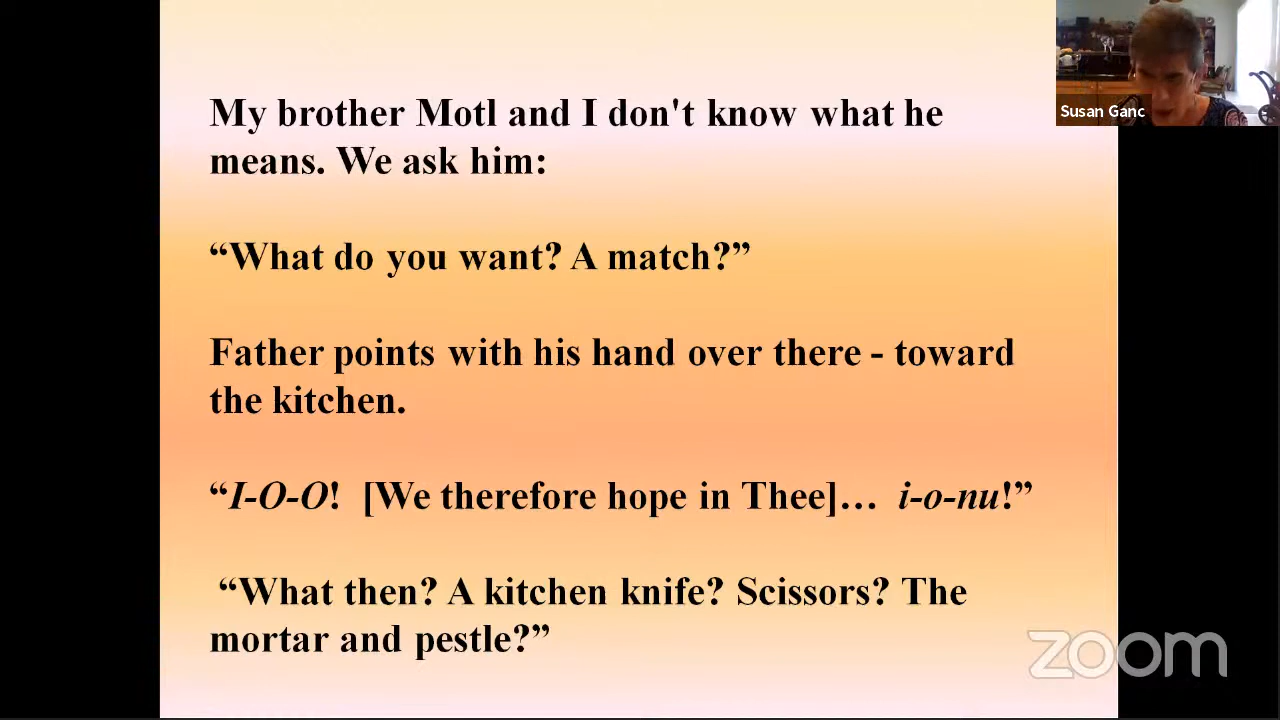 Susan Ganc
My brother Motl and I don't know what he
means. We ask him:
“What do you want? A match?”
Father points with his hand over there - toward
the kitchen.
“I-O-O!  [We therefore hope in Thee]…  i-o-nu!”
“What then? A kitchen knife? Scissors? The
mortar and pestle?”
zoom